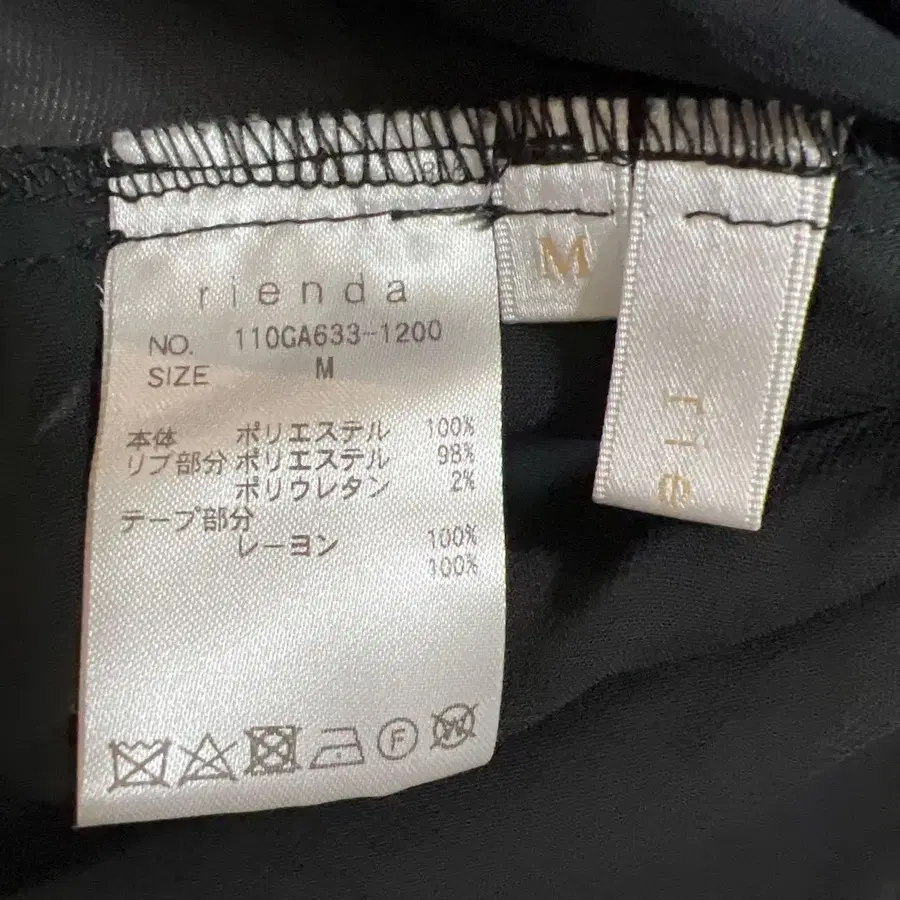 rienda
NO. 110GA633-1200
SIZE M
本体 ポリエステル 100%
リブ部分 ポリエステル 98%
ポリウレタン 2%
テープ部分
レーヨン 100%
100%
F
W
M
rie